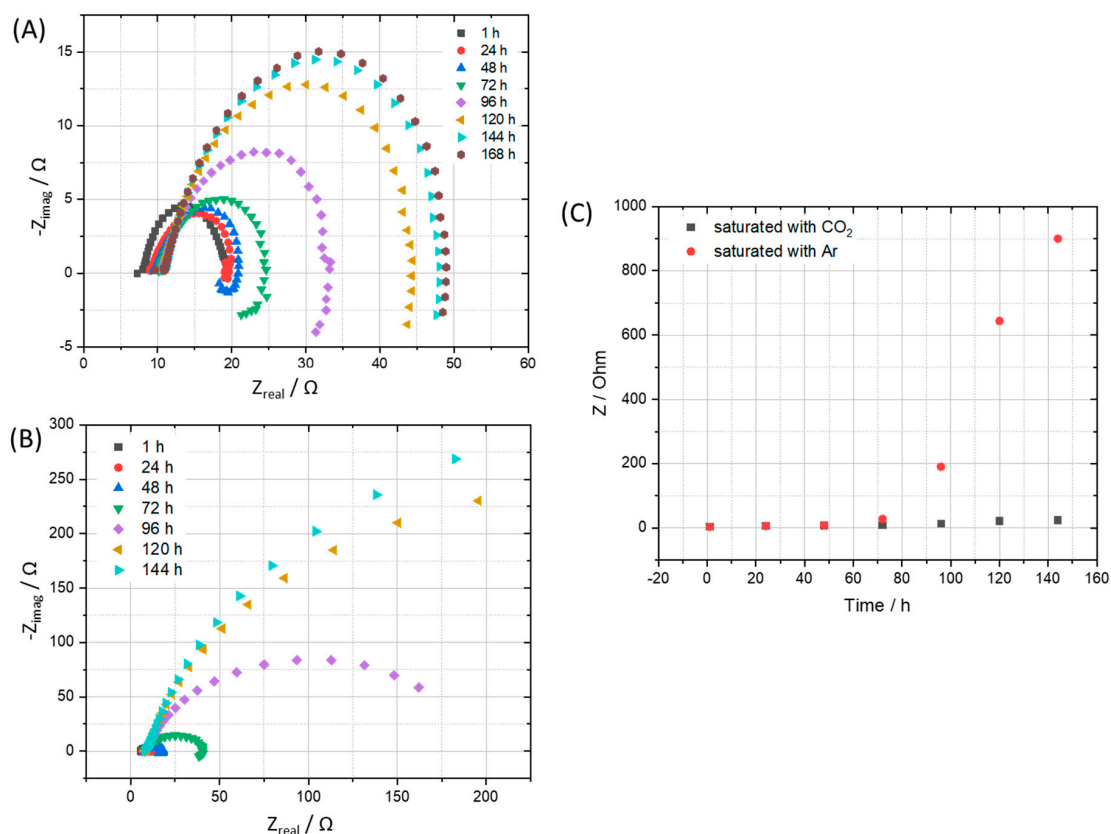 (A)
1 h
24 h
48 h
72 h
96 h
120 h
144 h
168 h
15
10
5
0
-5
-Zimag / Ω
0 10 20 30 40 50 60
Zreal / Ω
(B)
1 h
24 h
48 h
72 h
96 h
120 h
144 h
300
250
200
150
100
50
0
-Zimag / Ω
0 50 100 150 200
Zreal / Ω
(C)
saturated with CO2
saturated with Ar
1000
800
600
400
200
0
Z / Ohm
-20 0 20 40 60 80 100 120 140 160
Time / h